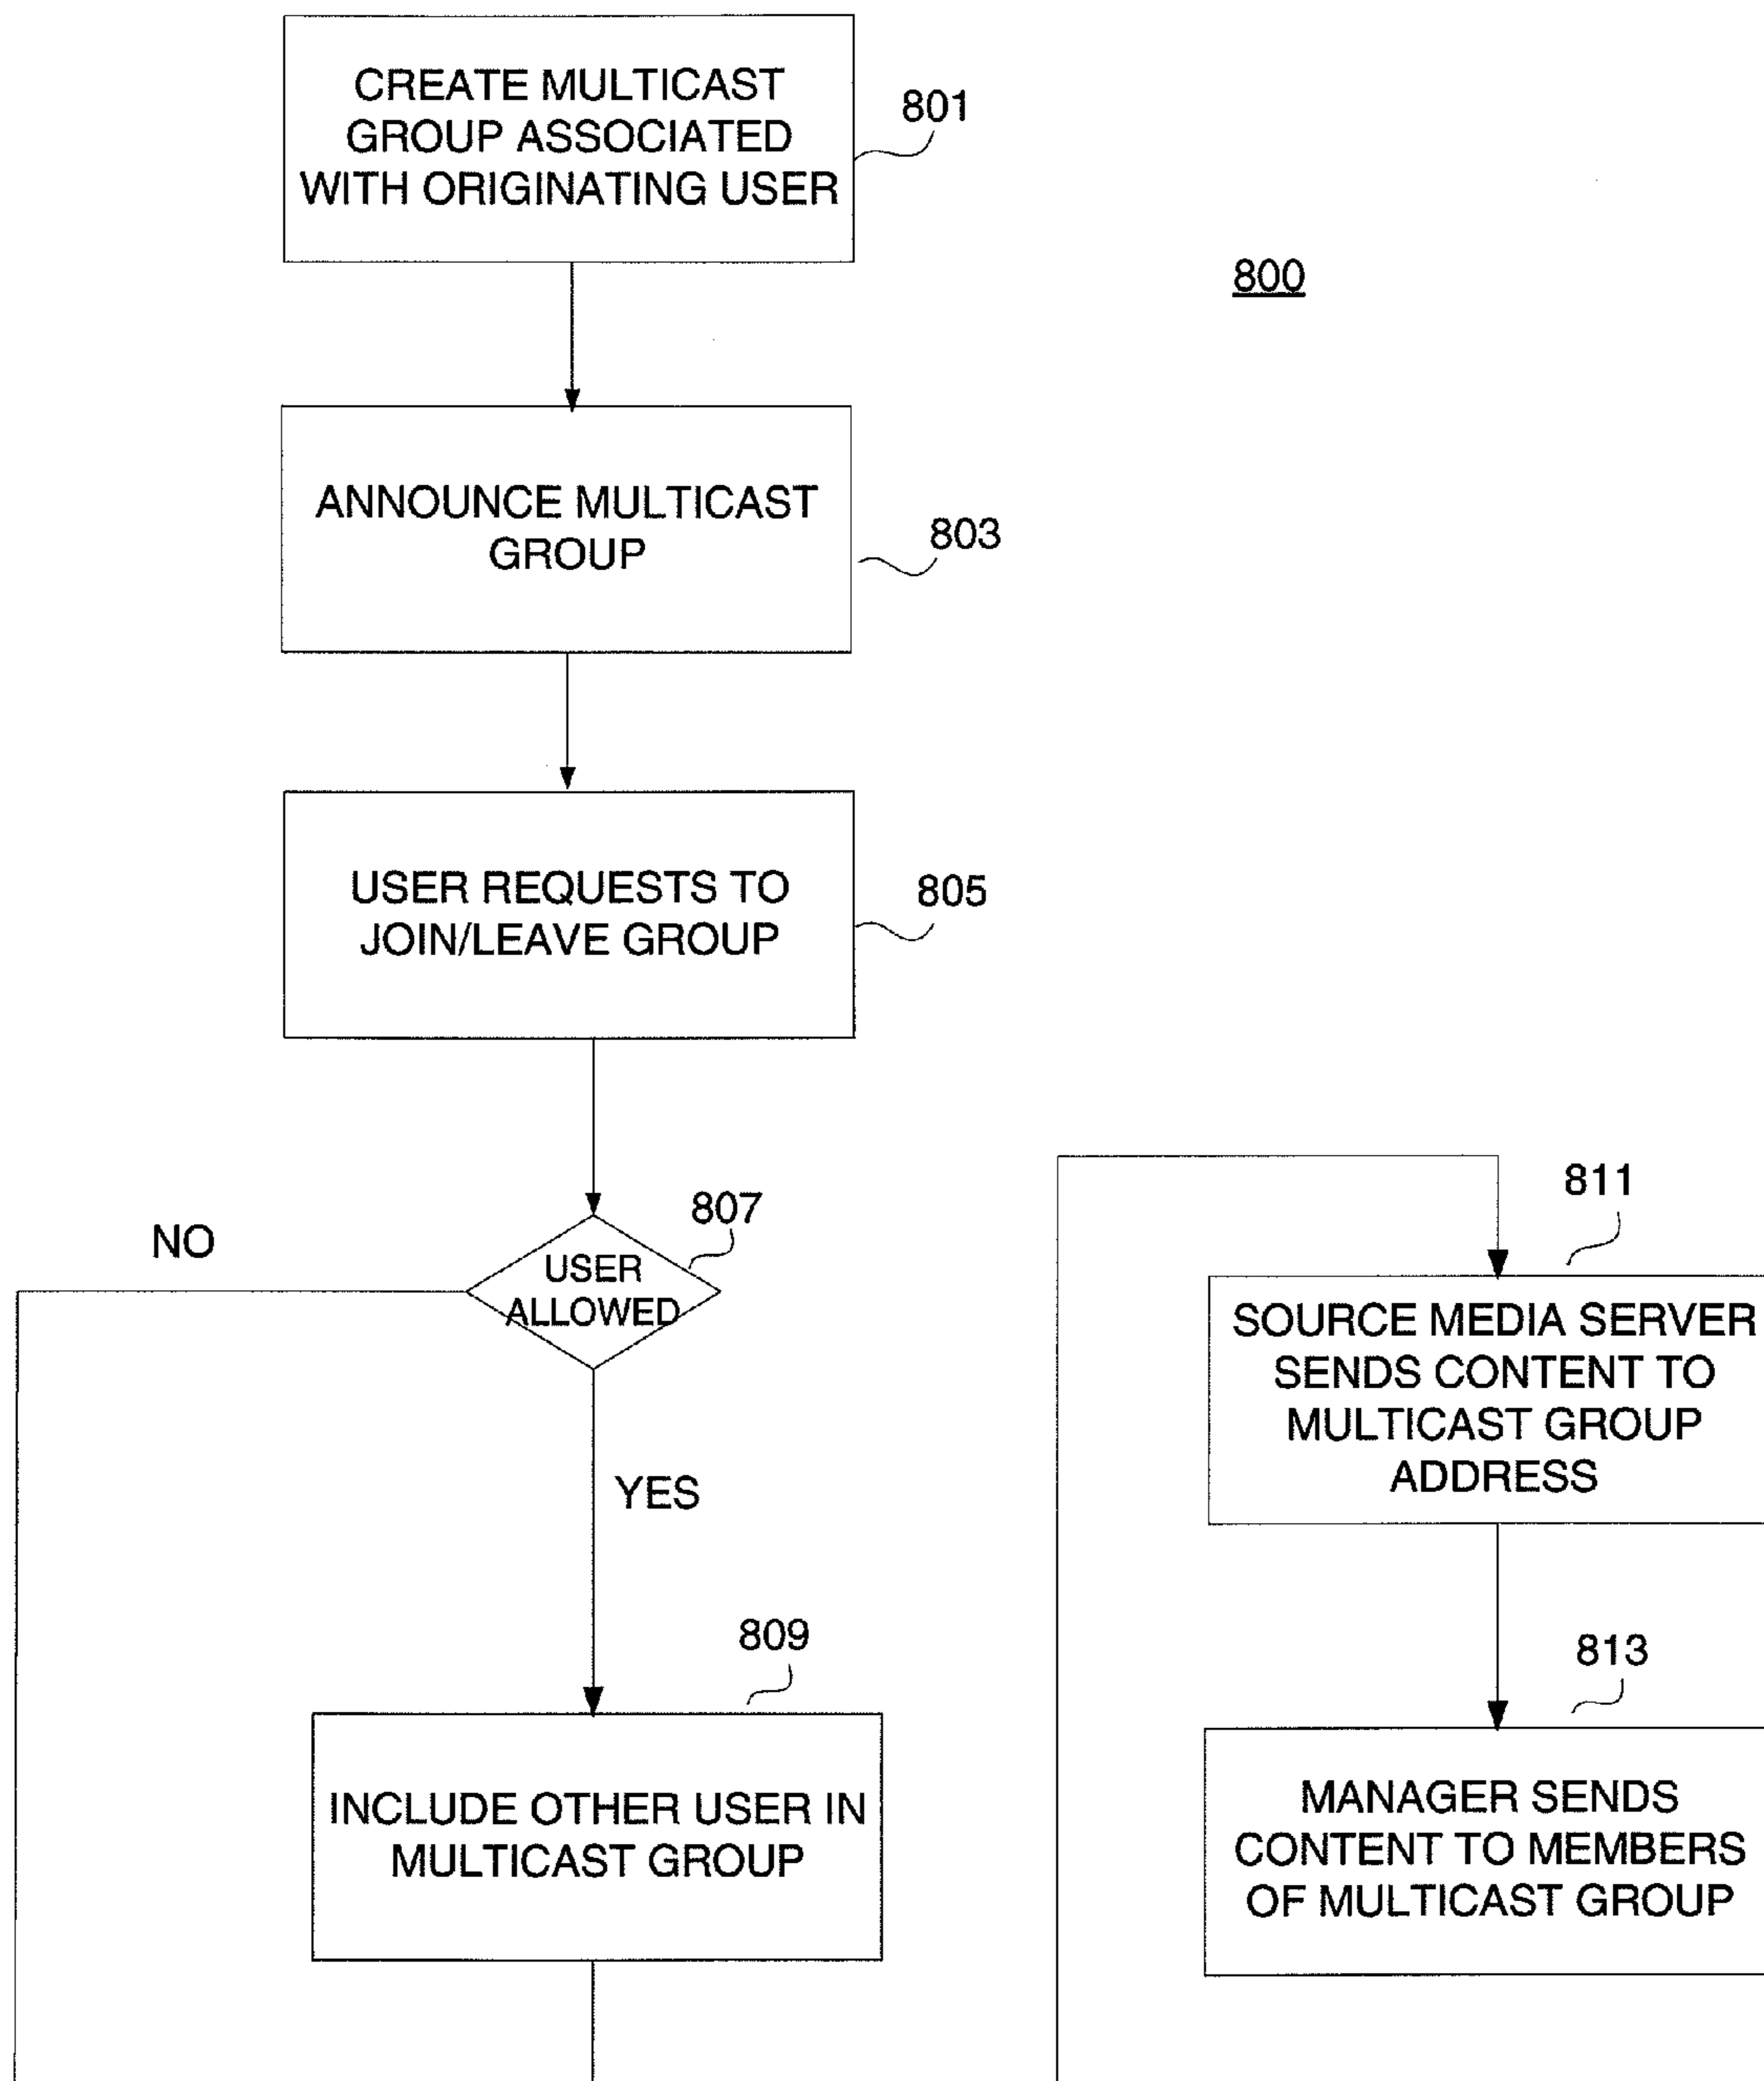 CREATE MULTICAST
GROUP ASSOCIATED
WITH ORIGINATING USER
801
800
ANNOUNCE MULTICAST
GROUP
803
USER REQUESTS TO
JOIN/LEAVE GROUP
805
807
NO
USER
ALLOWED
YES
809
INCLUDE OTHER USER IN
MULTICAST GROUP
811
SOURCE MEDIA SERVER
SENDS CONTENT TO
MULTICAST GROUP
ADDRESS
813
MANAGER SENDS
CONTENT TO MEMBERS
OF MULTICAST GROUP